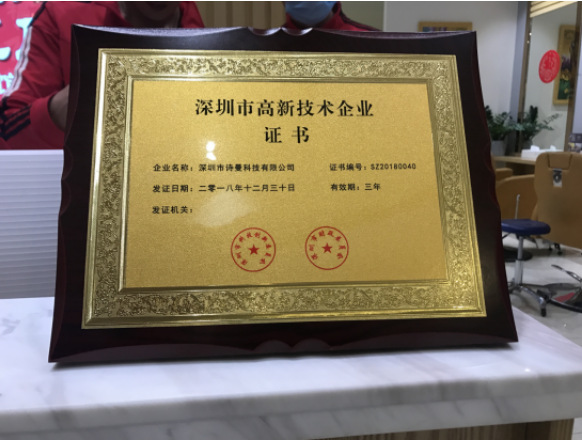 深圳市高新技术企业
证书
企业名称：深圳市诗曼科技有限公司 证书编号：SZ20180040
发证日期：二零一八年十二月三十日 有效期：三年
发证机关：